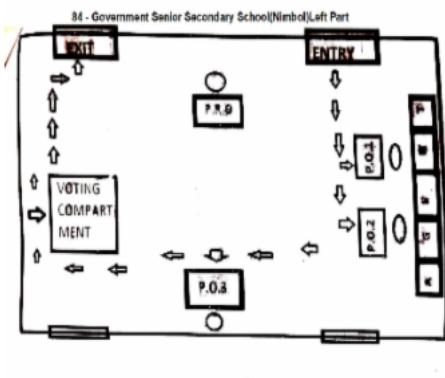 84 - Government Senior Secondary School(Nimbol)Left Part
EXIT
ENTRY
P.R.O
P.O.1
VOTING
COMPART
MENT
P.O.2
P.O.3